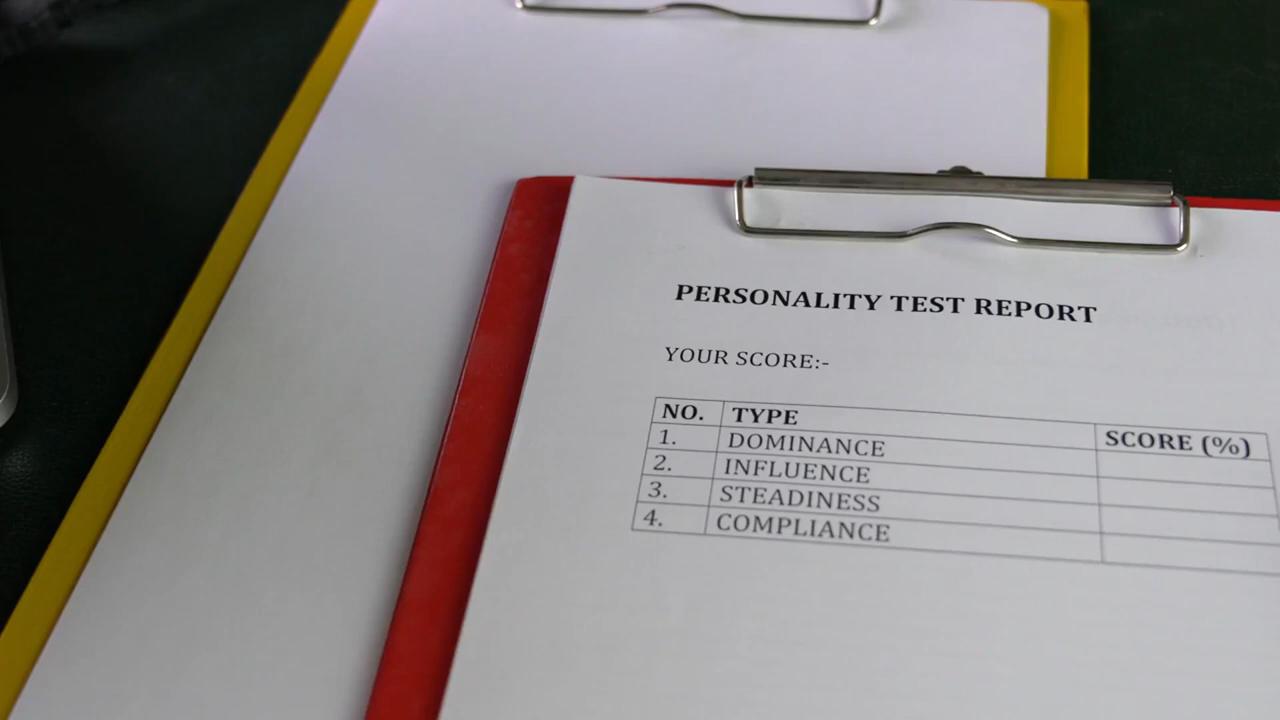 PERSONALITY TEST REPORT
YOUR SCORE:-
NO. TYPE SCORE (%)
1. DOMINANCE
2. INFLUENCE
3. STEADINESS
4. COMPLIANCE